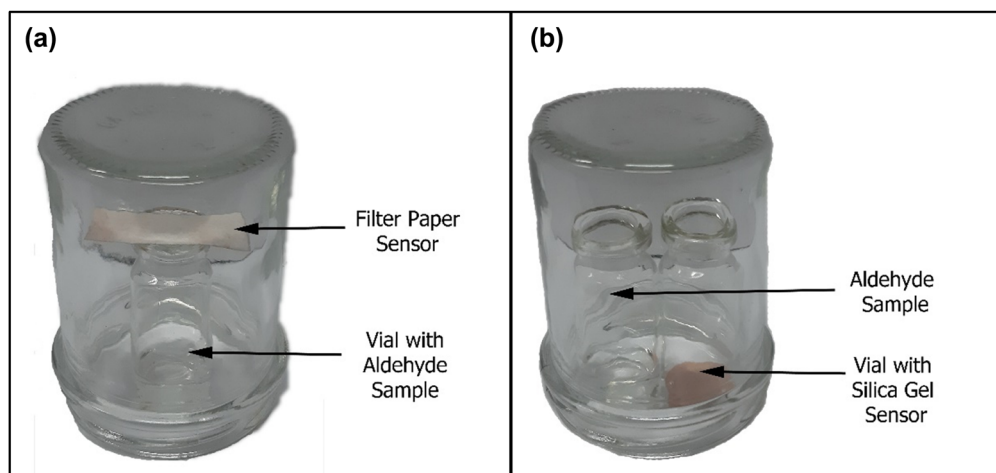 (a)
Filter Paper
Sensor
Vial with
Aldehyde
Sample
(b)
Aldehyde
Sample
Vial with
Silica Gel
Sensor